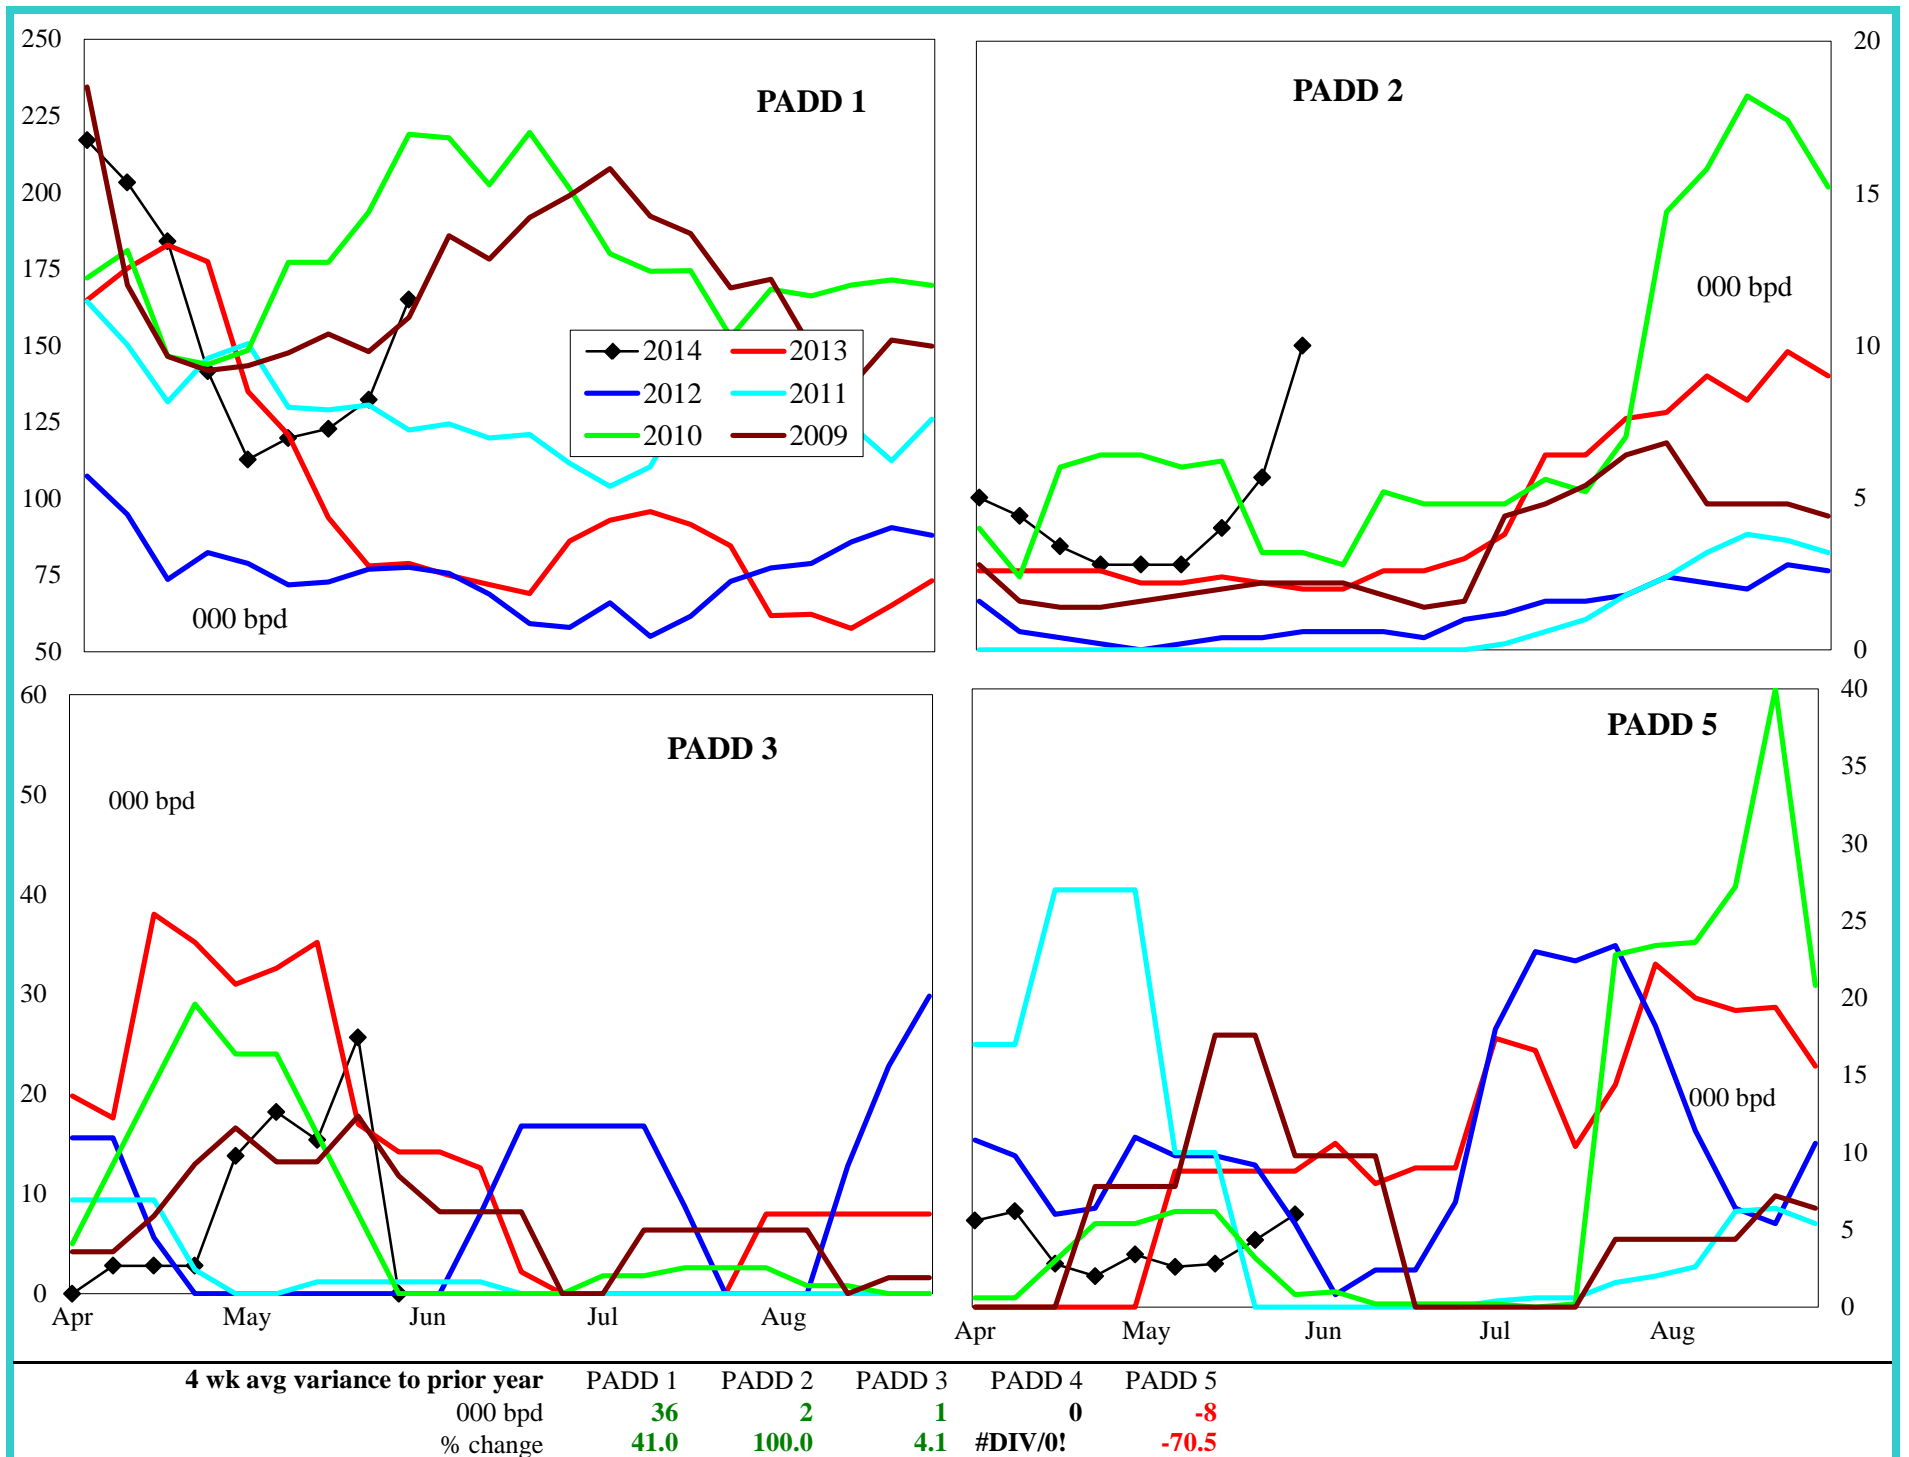 250
225
200
175
150
125
100
75
50
PADD 1
000 bpd
2014 2013
2012 2011
2010 2009
20
15
10
5
0
PADD 2
000 bpd
60
50
40
30
20
10
0
PADD 3
000 bpd
Apr May Jun Jul Aug
40
35
30
25
20
15
10
5
0
PADD 5
000 bpd
Apr May Jun Jul Aug
4 wk avg variance to prior year PADD 1 PADD 2 PADD 3 PADD 4 PADD 5
000 bpd 36 2 1 0 -8
% change 41.0 100.0 4.1 #DIV/0! -70.5